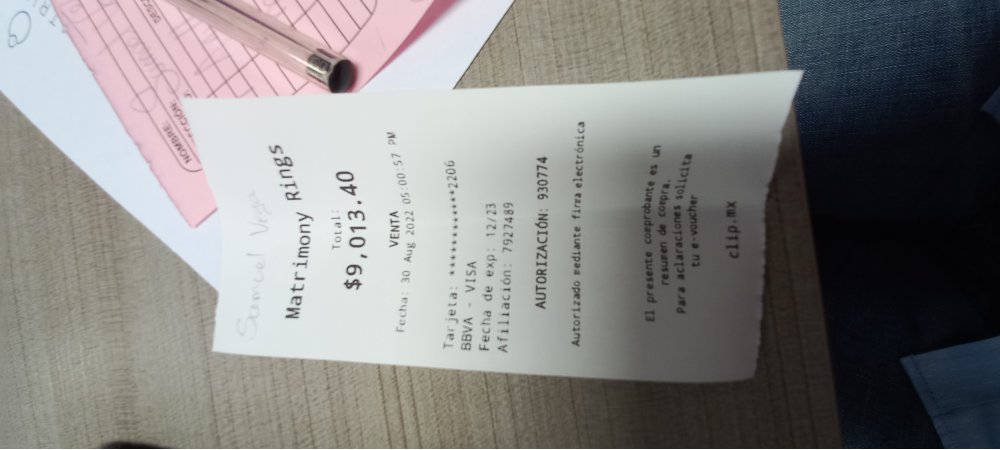 Matrimony Rings
Total:
$9,013.40
VENTA
Fecha: 30 Aug 2022 05:00:57 PM
Tarjeta: ************2206
BBVA - VISA
Fecha de exp: 12/23
Afiliación: 7927489
AUTORIZACIÓN: 930774
Autorizado mediante firma electrónica
El presente comprobante es un
resumen de compra.
Para aclaraciones solicita
tu e-voucher
clip.mx
NOMBRE: